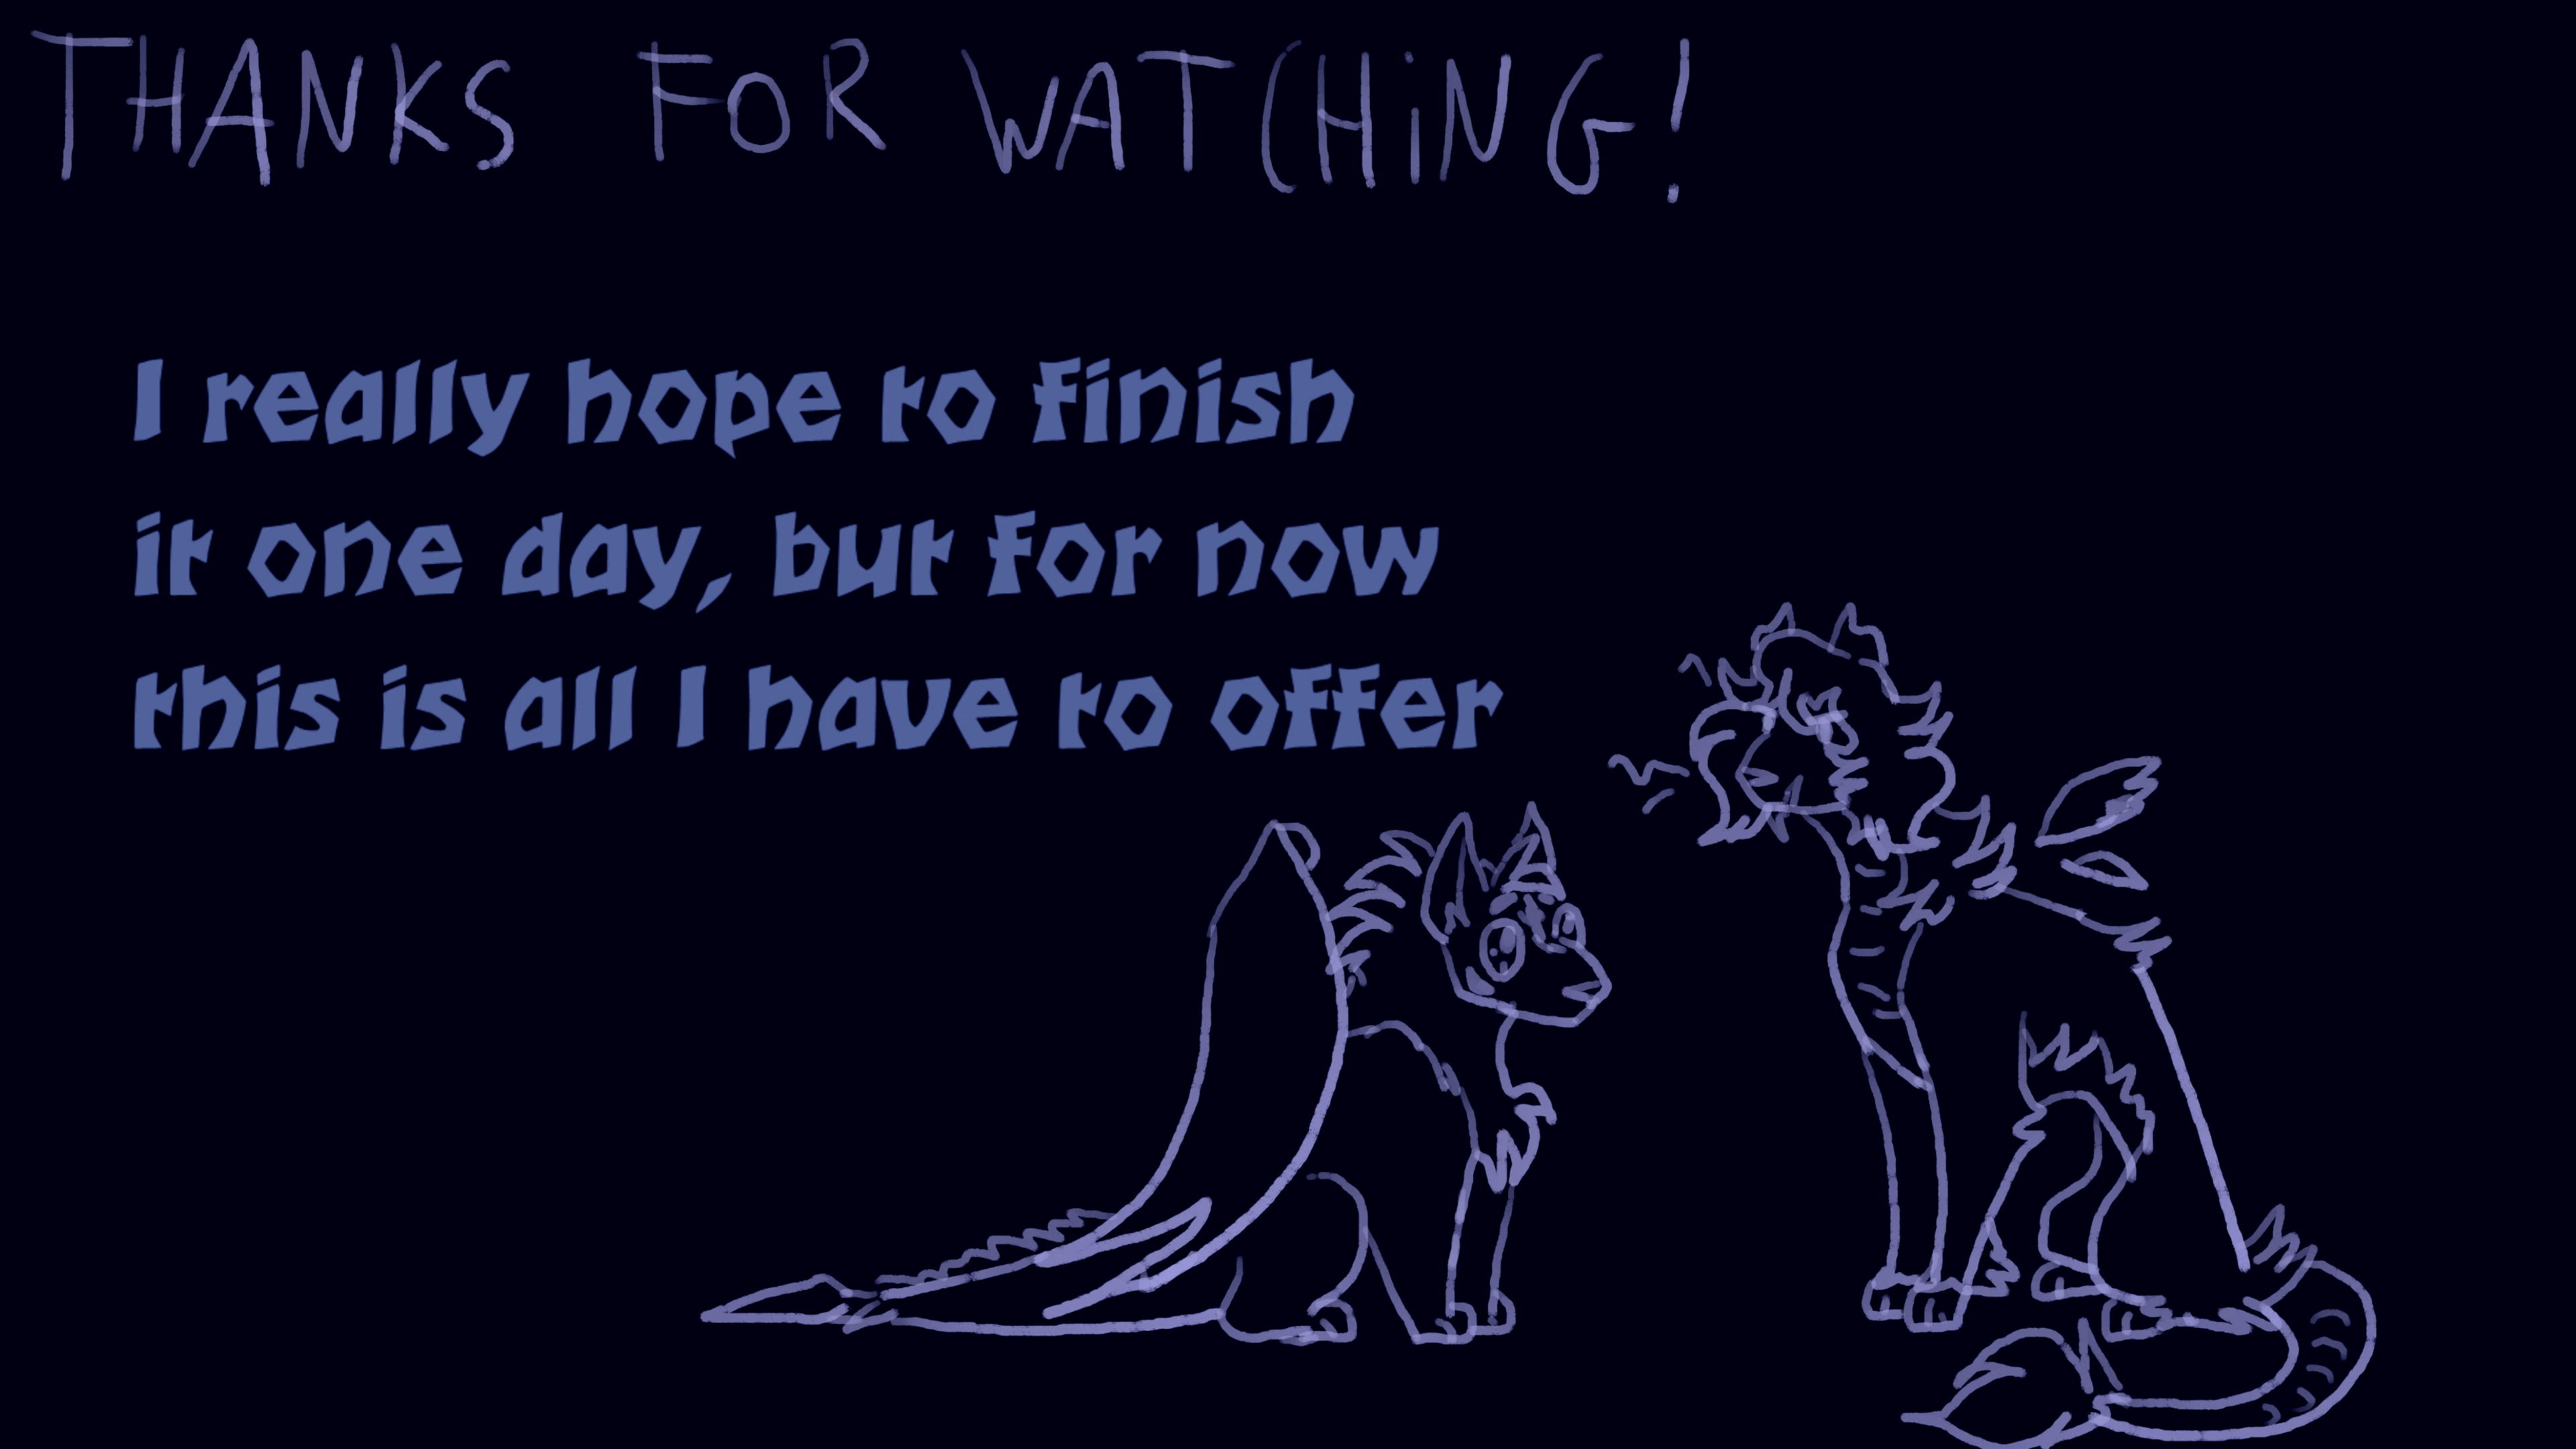 THANKS FOR WATCHiNG!
I really hope to finish
it one day, but for now
this is all I have to offer